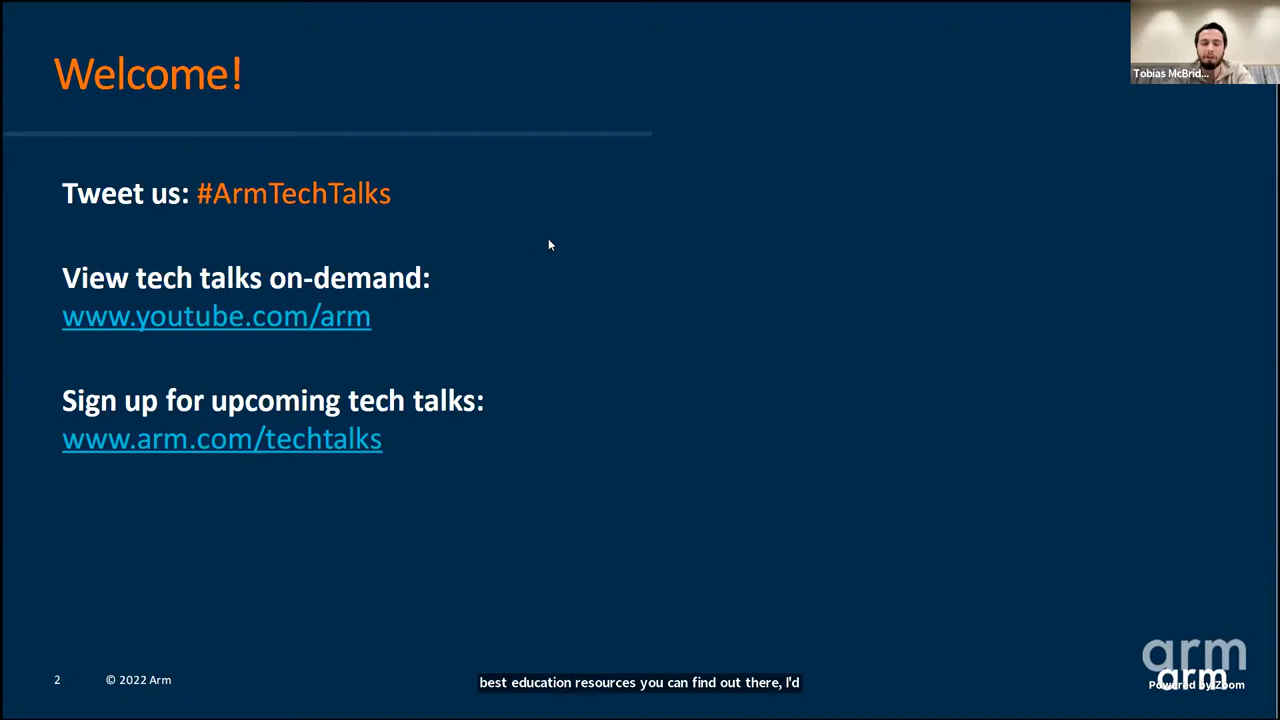 Welcome!
Tobias McBrid...
Tweet us: #ArmTechTalks
View tech talks on-demand:
www.youtube.com/arm
Sign up for upcoming tech talks:
www.arm.com/techtalks
arm
arm
Powered by Zoom
2 © 2022 Arm
best education resources you can find out there, I'd